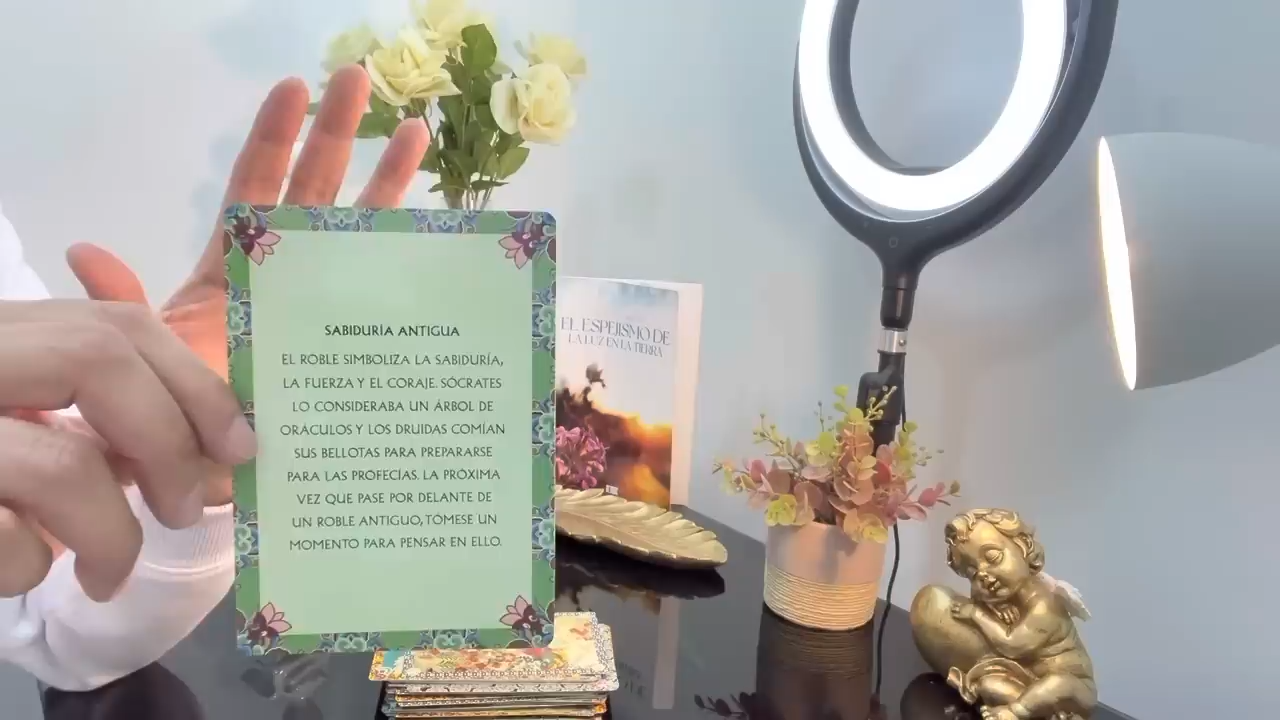 SABIDURÍA ANTIGUA
EL ROBLE SIMBOLIZA LA SABIDURÍA,
LA FUERZA Y EL CORAJE. SÓCRATES
LO CONSIDERABA UN ÁRBOL DE
ORÁCULOS Y LOS DRUIDAS COMÍAN
SUS BELLOTAS PARA PREPARARSE
PARA LAS PROFECÍAS. LA PRÓXIMA
VEZ QUE PASE POR DELANTE DE
UN ROBLE ANTIGUO, TÓMESE UN
MOMENTO PARA PENSAR EN ELLO.
EL ESPEJISMO DE
LA LUZ EN LA TIERRA